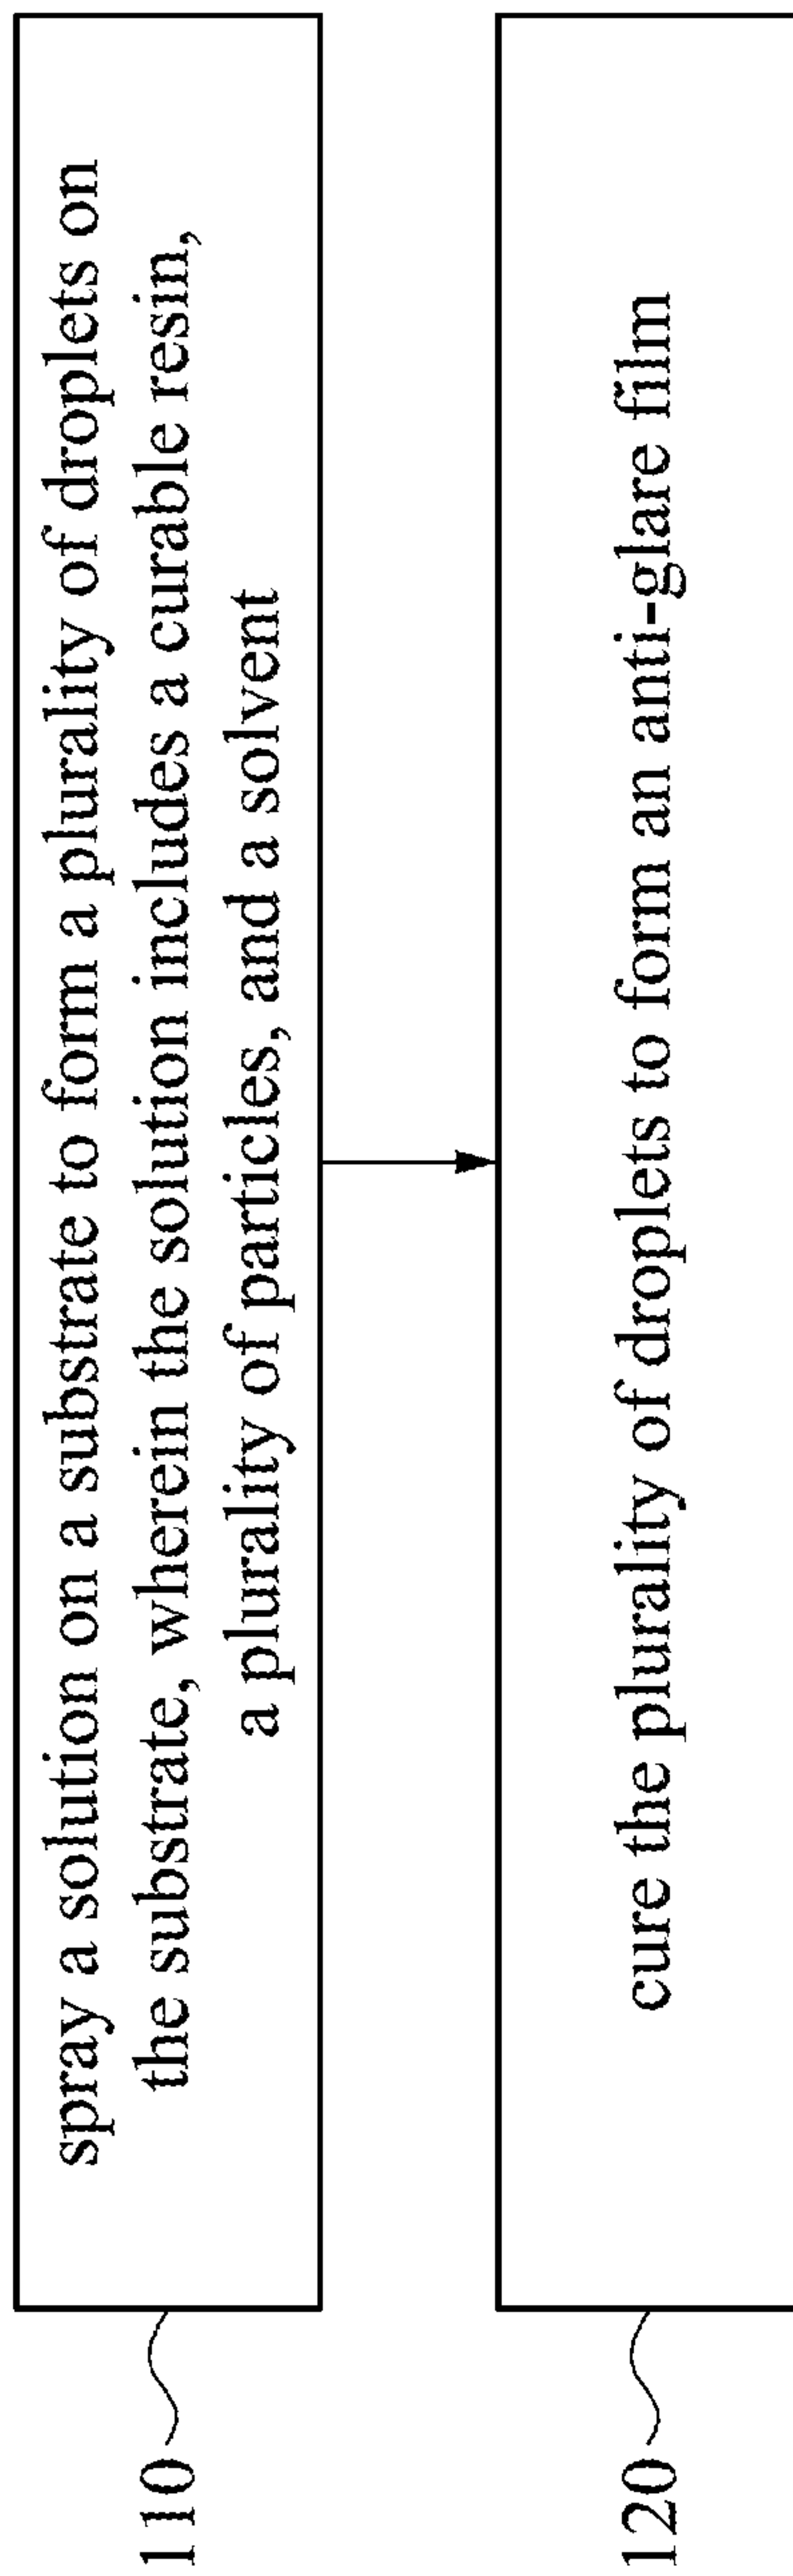 spray a solution on a substrate to form a plurality of droplets on
the substrate, wherein the solution includes a curable resin,
a plurality of particles, and a solvent
110
cure the plurality of droplets to form an anti-glare film
120